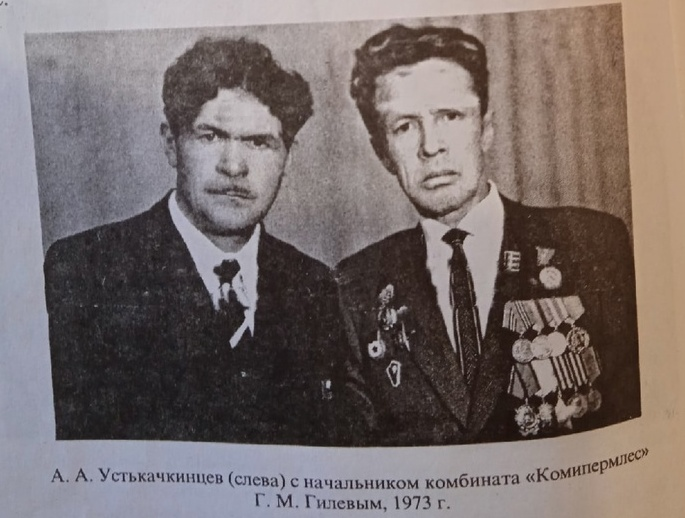 А. А. Устькачкинцев (слева) с начальником комбината «Комипермлес»
Г. М. Гилевым, 1973 г.